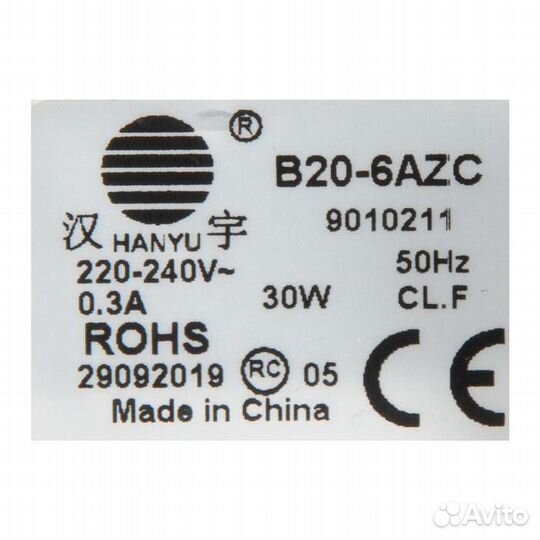 ®
B20-6AZC
汉 HANYU 宇
9010211
220-240V~ 50Hz
0.3A 30W CL.F
ROHS
29092019 RC 05 CE
Made in China
Avito